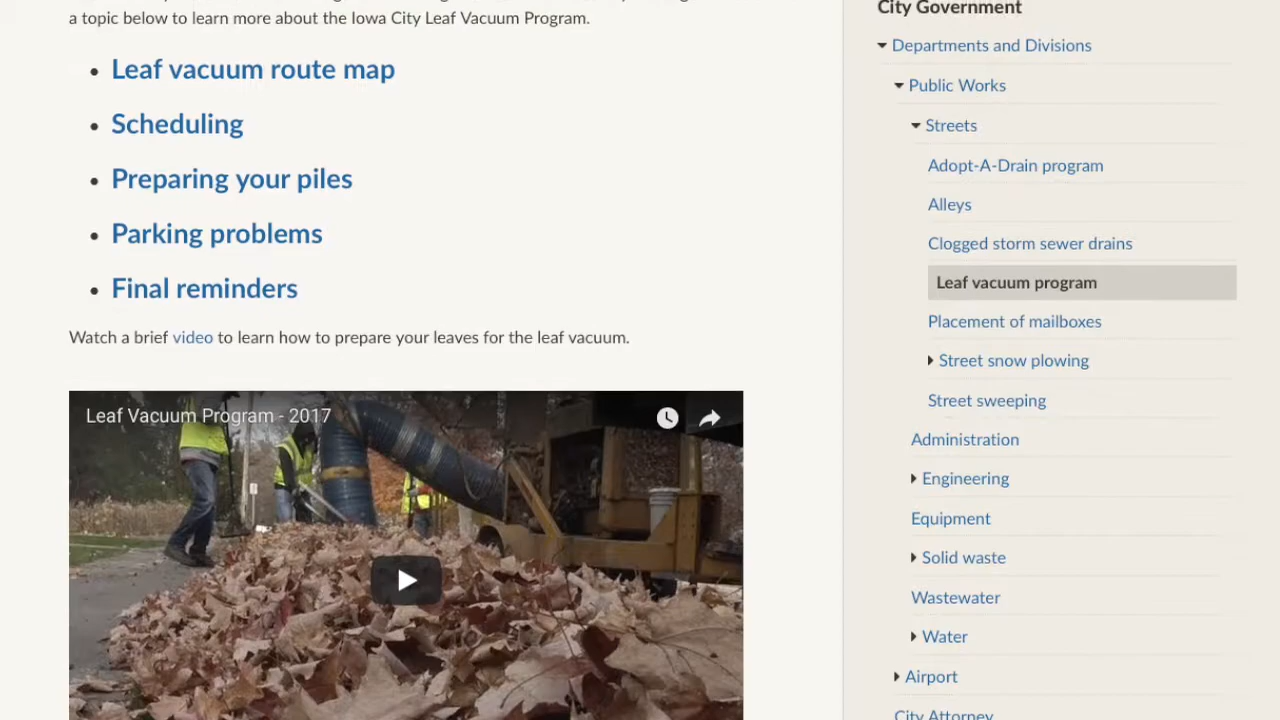 a topic below to learn more about the Iowa City Leaf Vacuum Program.
Leaf vacuum route map
Scheduling
Preparing your piles
Parking problems
Final reminders
Watch a brief video to learn how to prepare your leaves for the leaf vacuum.
Leaf Vacuum Program - 2017
City Government
Departments and Divisions
Public Works
Streets
Adopt-A-Drain program
Alleys
Clogged storm sewer drains
Leaf vacuum program
Placement of mailboxes
Street snow plowing
Street sweeping
Administration
Engineering
Equipment
Solid waste
Wastewater
Water
Airport
City Attorney